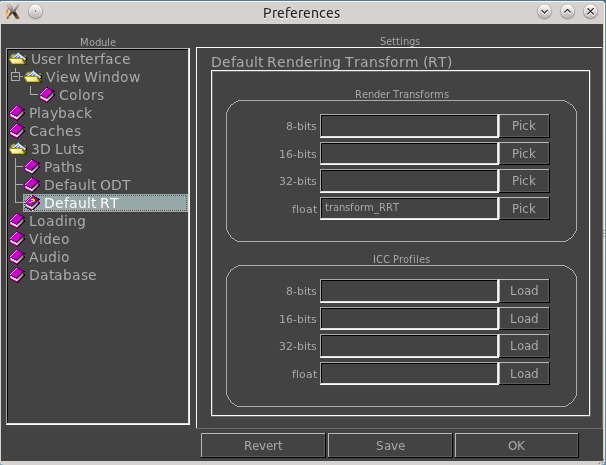 Preferences
Module
User Interface
View Window
Colors
Playback
Caches
3D Luts
Paths
Default ODT
Default RT
Loading
Video
Audio
Database
Settings
Default Rendering Transform (RT)
Render Transforms
8-bits Pick
16-bits Pick
32-bits Pick
float transform_RRT Pick
ICC Profiles
8-bits Load
16-bits Load
32-bits Load
float Load
Revert Save OK